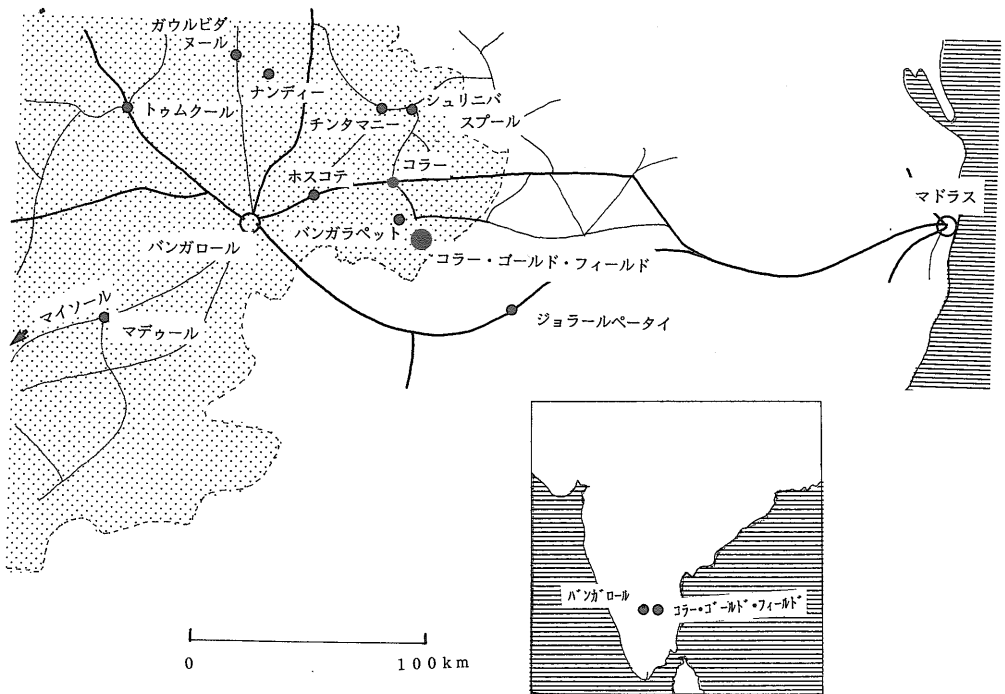 ガウルビダ
ヌール
ナンディー
トゥムクール
チンタマニー
シュリニバ
スプール
コラー
ホスコテ
マドラス
バンガロール
バンガラペット
コラー・ゴールド・フィールド
マイソール
マデゥール
ジョラールペータイ
バンガロール
コラー・ゴールド・フィールド
0
100km